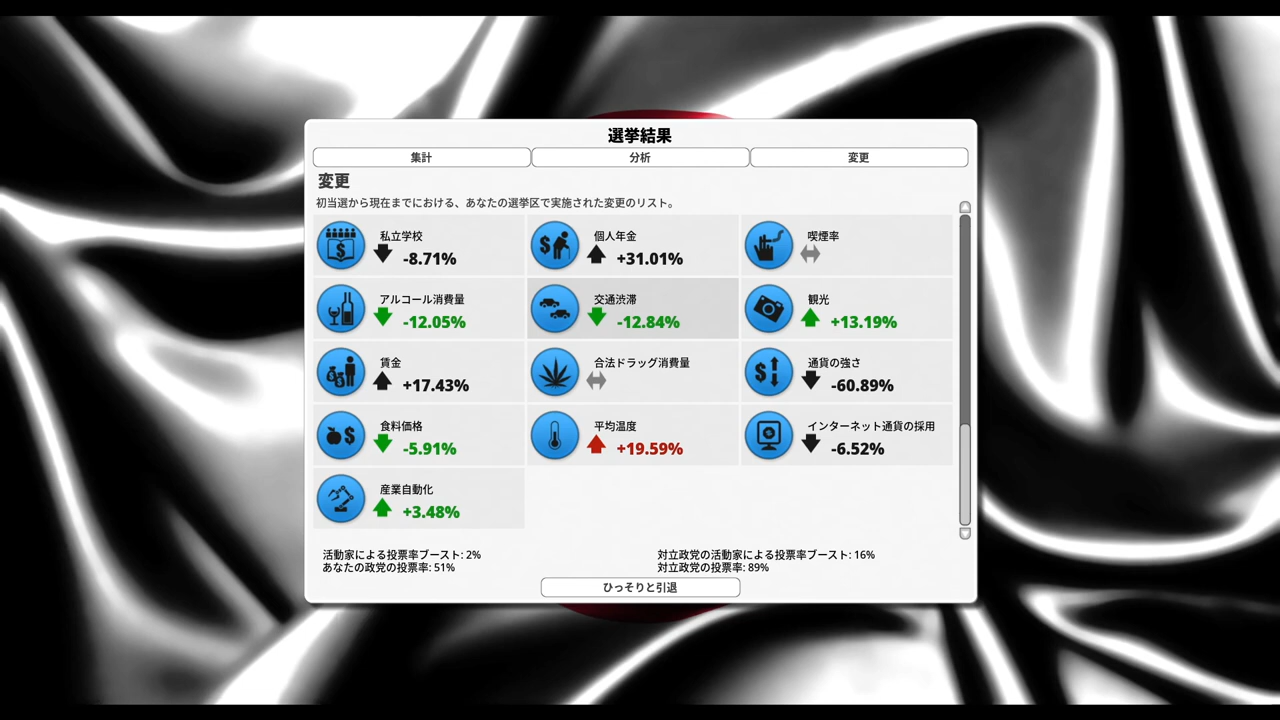 選挙結果
集計
分析
変更
変更
初当選から現在までにおける、あなたの選挙区で実施された変更のリスト。
私立学校
-8.71%
個人年金
+31.01%
喫煙率
アルコール消費量
-12.05%
交通渋滞
-12.84%
観光
+13.19%
賃金
+17.43%
合法ドラッグ消費量
通貨の強さ
-60.89%
食料価格
-5.91%
平均温度
+19.59%
インターネット通貨の採用
-6.52%
産業自動化
+3.48%
活動家による投票率ブースト: 2%
あなたの政党の投票率: 51%
対立政党の活動家による投票率ブースト: 16%
対立政党の投票率: 89%
ひっそりと引退